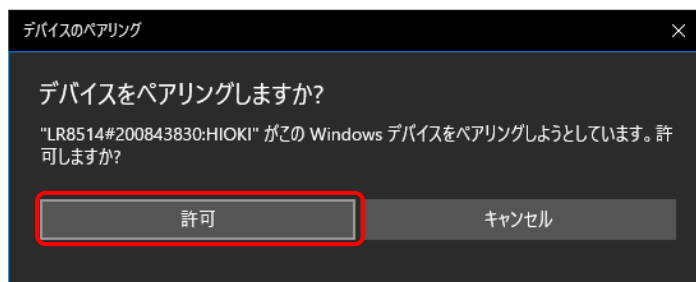 デバイスのペアリング
デバイスをペアリングしますか?
"LR8514#200843830:HIOKI" がこの Windows デバイスをペアリングしようとしています。許
可しますか?
許可
キャンセル